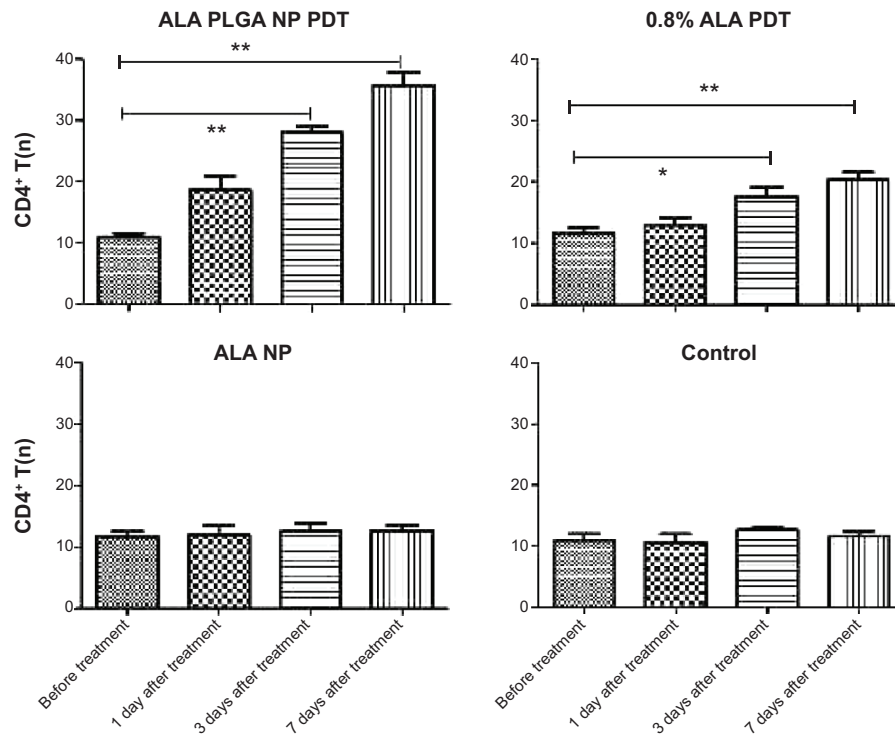 ALA PLGA NP PDT
0.8% ALA PDT
CD4⁺ T(n)
40
30
20
10
0
**
**
40
30
20
10
0
**
*
ALA NP
Control
CD4⁺ T(n)
40
30
20
10
0
40
30
20
10
0
Before treatment
1 day after treatment
3 days after treatment
7 days after treatment
Before treatment
1 day after treatment
3 days after treatment
7 days after treatment